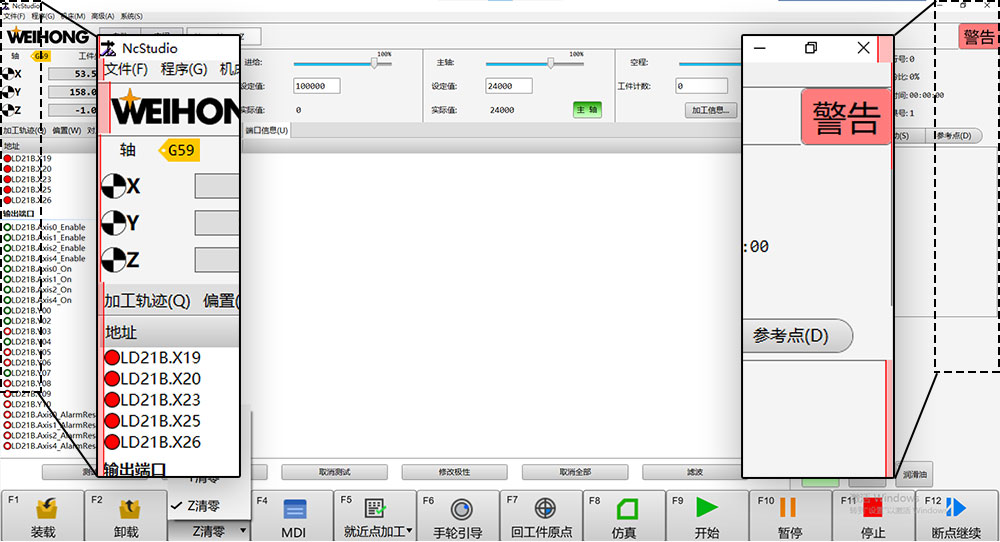 NcStudio
文件(F) 程序(G) 机床(M) 高级(A) 系统(S)
WEIHONG
警告
轴 G59 工件
X 53.5
Y 158.0
Z -1.0
进给: 100%
设定值: 100000
实际值: 0
主轴: 100%
设定值: 24000
实际值: 24000 主 轴
空程:
工件计数: 0
加工信息...
行号: 0
比: 0%
时间: 00:00:00
具号: 1
加工轨迹(Q) 偏置(W) 对
端口信息(U)
参考点(D)
地址
LD21B.X19
LD21B.X20
LD21B.X23
LD21B.X25
LD21B.X26
输出端口
LD21B.Axis0_Enable
LD21B.Axis1_Enable
LD21B.Axis2_Enable
LD21B.Axis4_Enable
LD21B.Axis0_On
LD21B.Axis1_On
LD21B.Axis2_On
LD21B.Axis4_On
LD21B.Y00
LD21B.Y02
LD21B.Y03
LD21B.Y04
LD21B.Y05
LD21B.Y06
LD21B.Y07
LD21B.Y08
LD21B.Y09
LD21B.Y10
LD21B.Axis0_AlarmRes
LD21B.Axis1_AlarmRes
LD21B.Axis2_AlarmRes
LD21B.Axis4_AlarmRes
NcStudio
文件(F) 程序(G) 机
WEIHON
轴 G59
X
Y
Z
加工轨迹(Q) 偏置(
地址
LD21B.X19
LD21B.X20
LD21B.X23
LD21B.X25
LD21B.X26
输出端口
警告
:00
参考点(D)
取消测试 修改极性 取消全部 滤波
润滑油
Z清零
F1 装载
F2 卸载
Z清零
F4 MDI
F5 就近点加工
F6 手轮引导
F7 回工件原点
F8 仿真
F9 开始
F10 暂停
F11 停止
F12 断点继续
激活 Windows
转到"设置"以激活 Windows